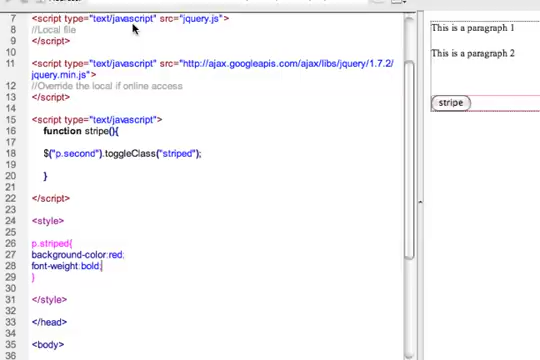 7 <script type="text/javascript" src="jquery.js">
8 //Local file
9 </script>
10
11 <script type="text/javascript" src="http://ajax.googleapis.com/ajax/libs/jquery/1.7.2/
jquery.min.js">
12 //Override the local if online access
13 </script>
14
15 <script type="text/javascript">
16 function stripe(){
17
18 $("p.second").toggleClass("striped");
19
20 }
21
22 </script>
23
24 <style>
25
26 p.striped{
27 background-color:red;
28 font-weight:bold;
29 }
30
31 </style>
32
33 </head>
34
35 <body>
36
This is a paragraph 1
This is a paragraph 2
stripe